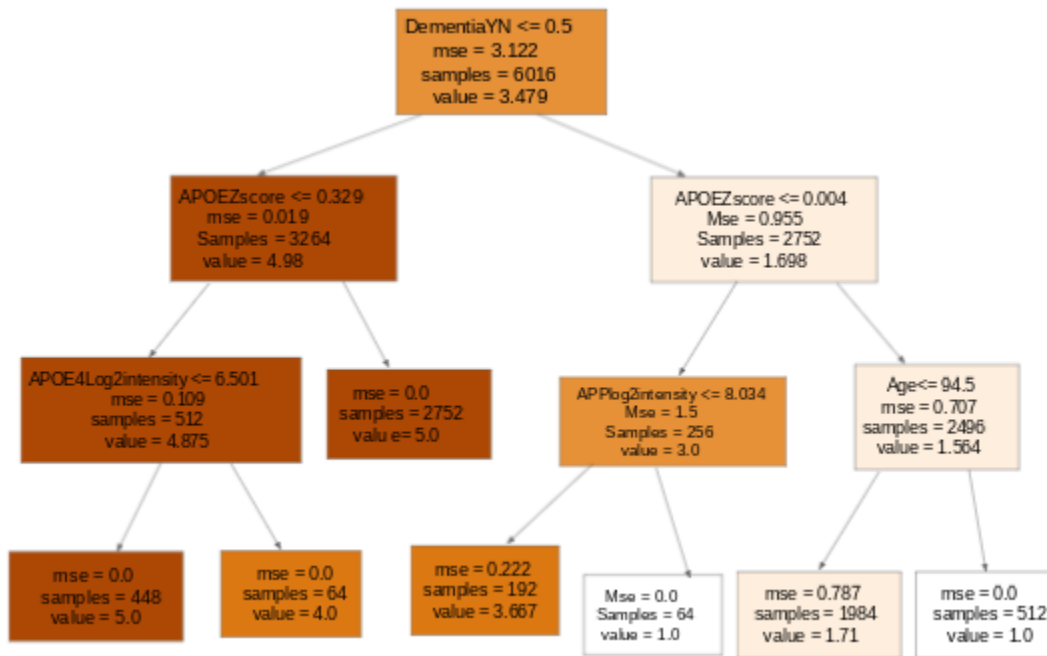 DementiaYN <= 0.5
mse = 3.122
samples = 6016
value = 3.479
APOEZscore <= 0.329
mse = 0.019
Samples = 3264
value = 4.98
APOEZscore <= 0.004
Mse = 0.955
Samples = 2752
value = 1.698
APOE4Log2intensity <= 6.501
mse = 0.109
samples = 512
value = 4.875
mse = 0.0
samples = 2752
value= 5.0
APPlog2intensity <= 8.034
Mse = 1.5
Samples = 256
value = 3.0
Age<= 94.5
mse = 0.707
samples = 2496
value = 1.564
mse = 0.0
samples = 448
value = 5.0
mse = 0.0
samples = 64
value = 4.0
mse = 0.222
samples = 192
value = 3.667
Mse = 0.0
Samples = 64
value = 1.0
mse = 0.787
samples = 1984
value = 1.71
mse = 0.0
samples = 512
value = 1.0